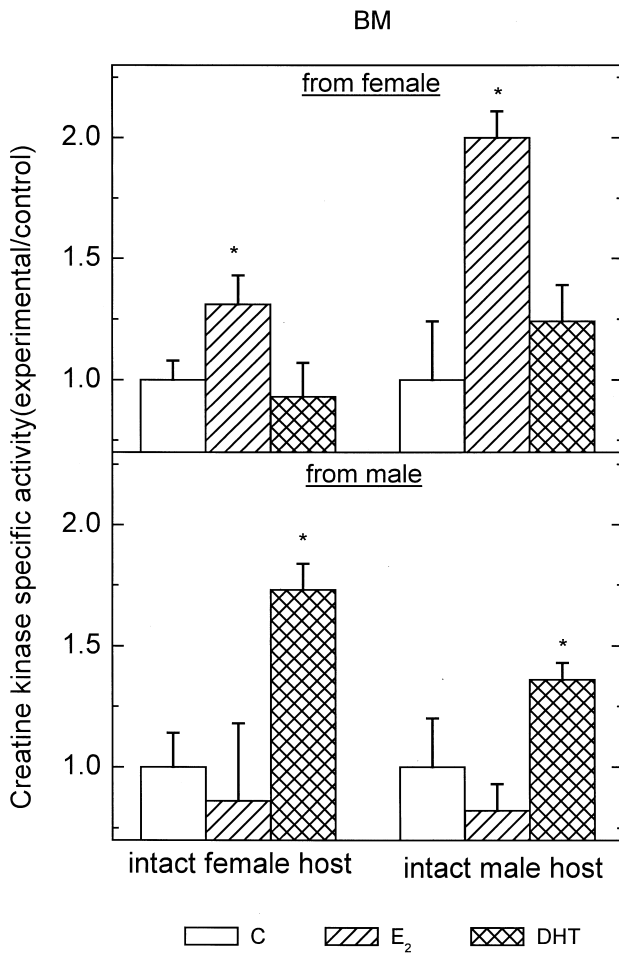 BM
Creatine kinase specific activity(experimental/control)
from female
*
*
2.0
1.5
1.0
from male
*
*
2.0
1.5
1.0
intact female host
intact male host
C
E₂
DHT